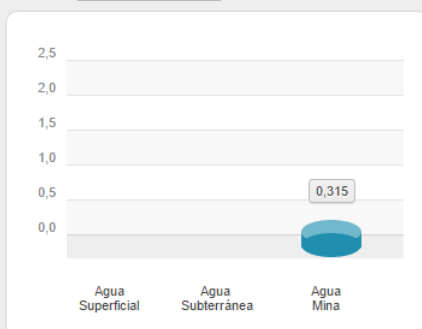 2,5
2,0
1,5
1,0
0,5
0,0
0,315
Agua
Superficial
Agua
Subterránea
Agua
Mina